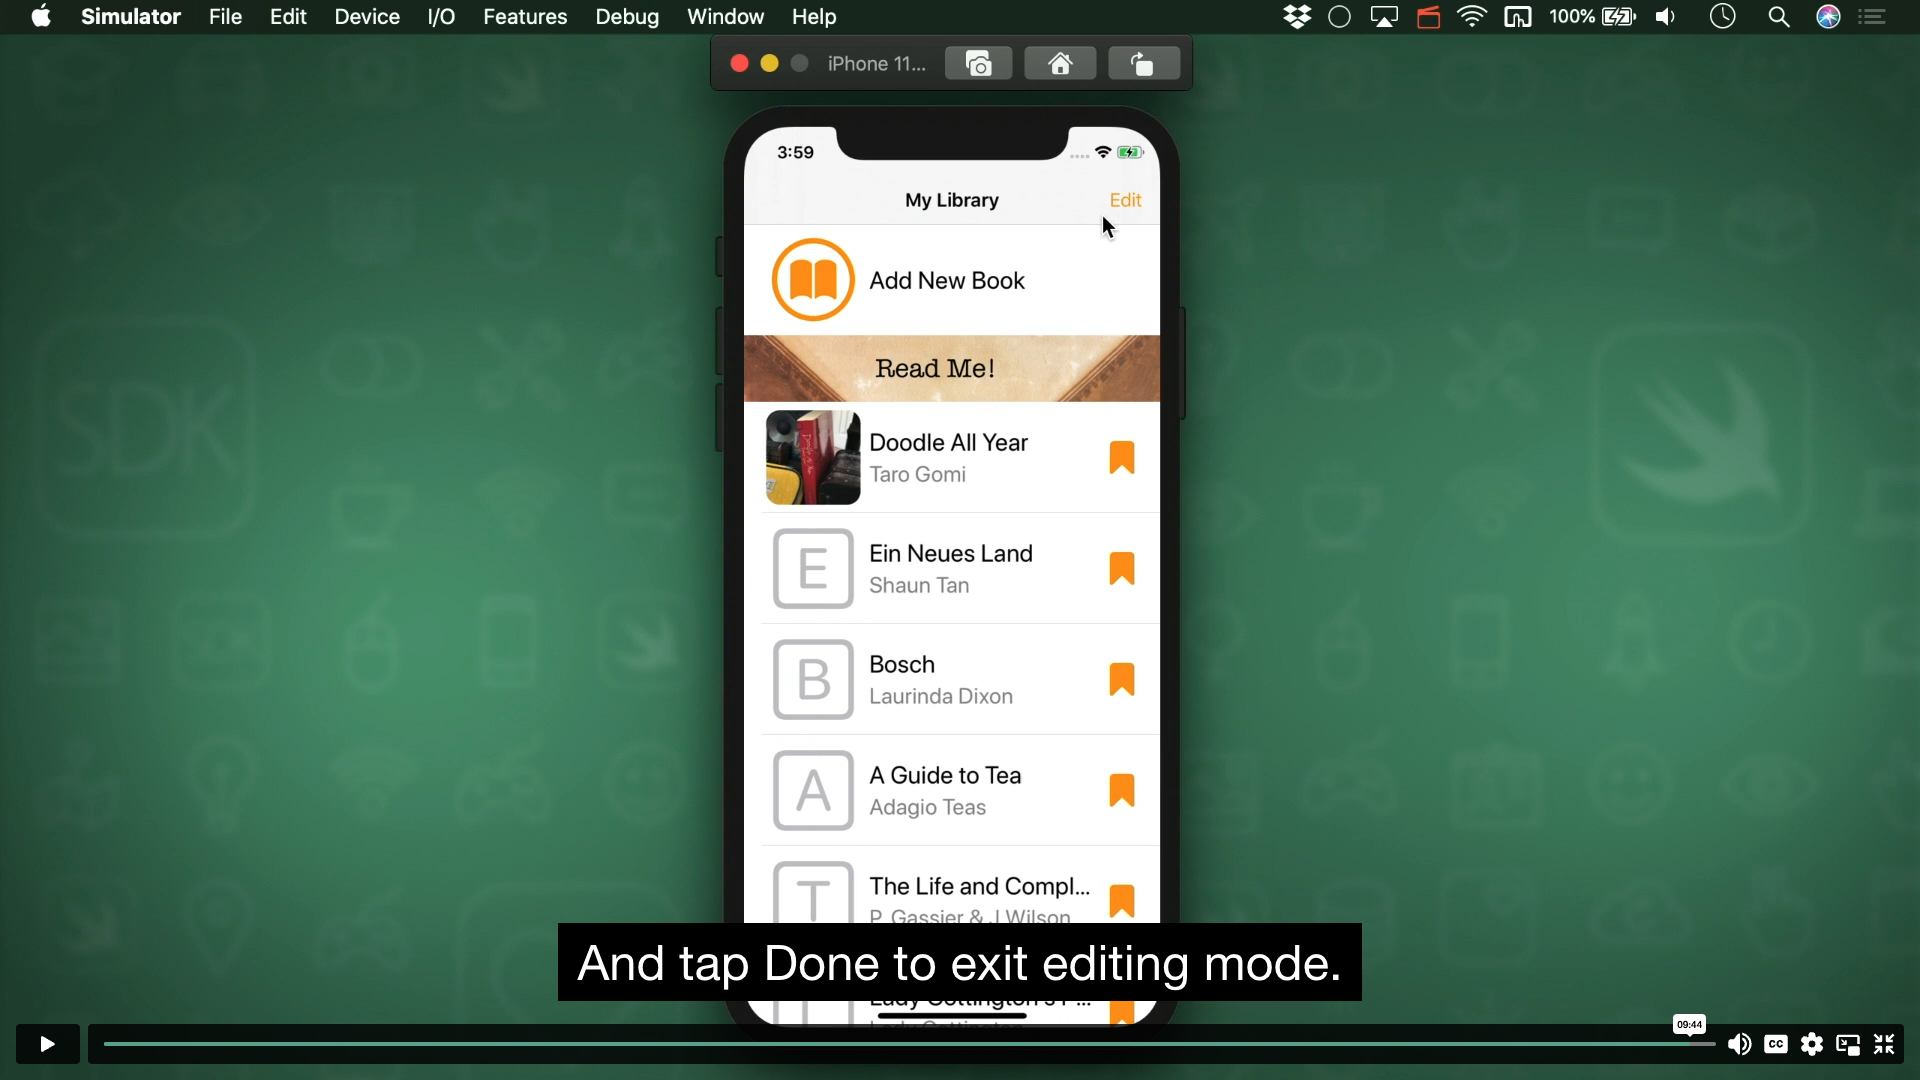 Simulator File Edit Device I/O Features Debug Window Help 100%
iPhone 11...
3:59
My Library Edit
Add New Book
Read Me!
Doodle All Year
Taro Gomi
E
Ein Neues Land
Shaun Tan
B
Bosch
Laurinda Dixon
A
A Guide to Tea
Adagio Teas
T
The Life and Compl...
P. Gassier & J.Wilson
And tap Done to exit editing mode.
SDK
09:44
CC